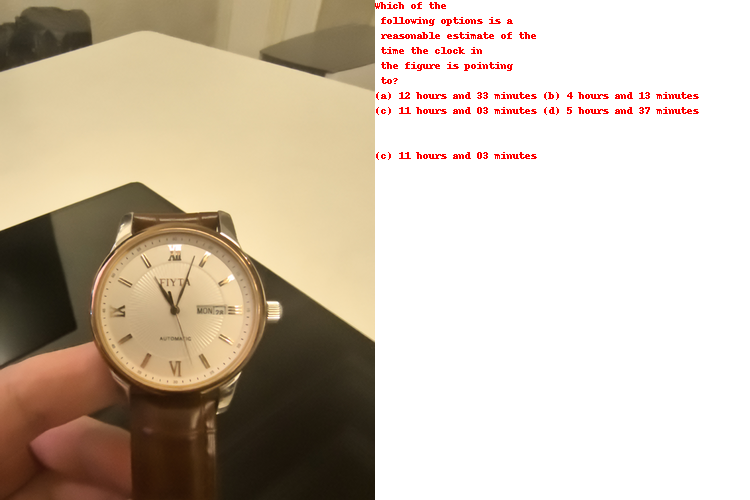 Which of the
following options is a
reasonable estimate of the
time the clock in
the figure is pointing
to?
(a) 12 hours and 33 minutes (b) 4 hours and 13 minutes
(c) 11 hours and 03 minutes (d) 5 hours and 37 minutes
(c) 11 hours and 03 minutes
XII
FIYTA
MON
AUTOMATIC
VI